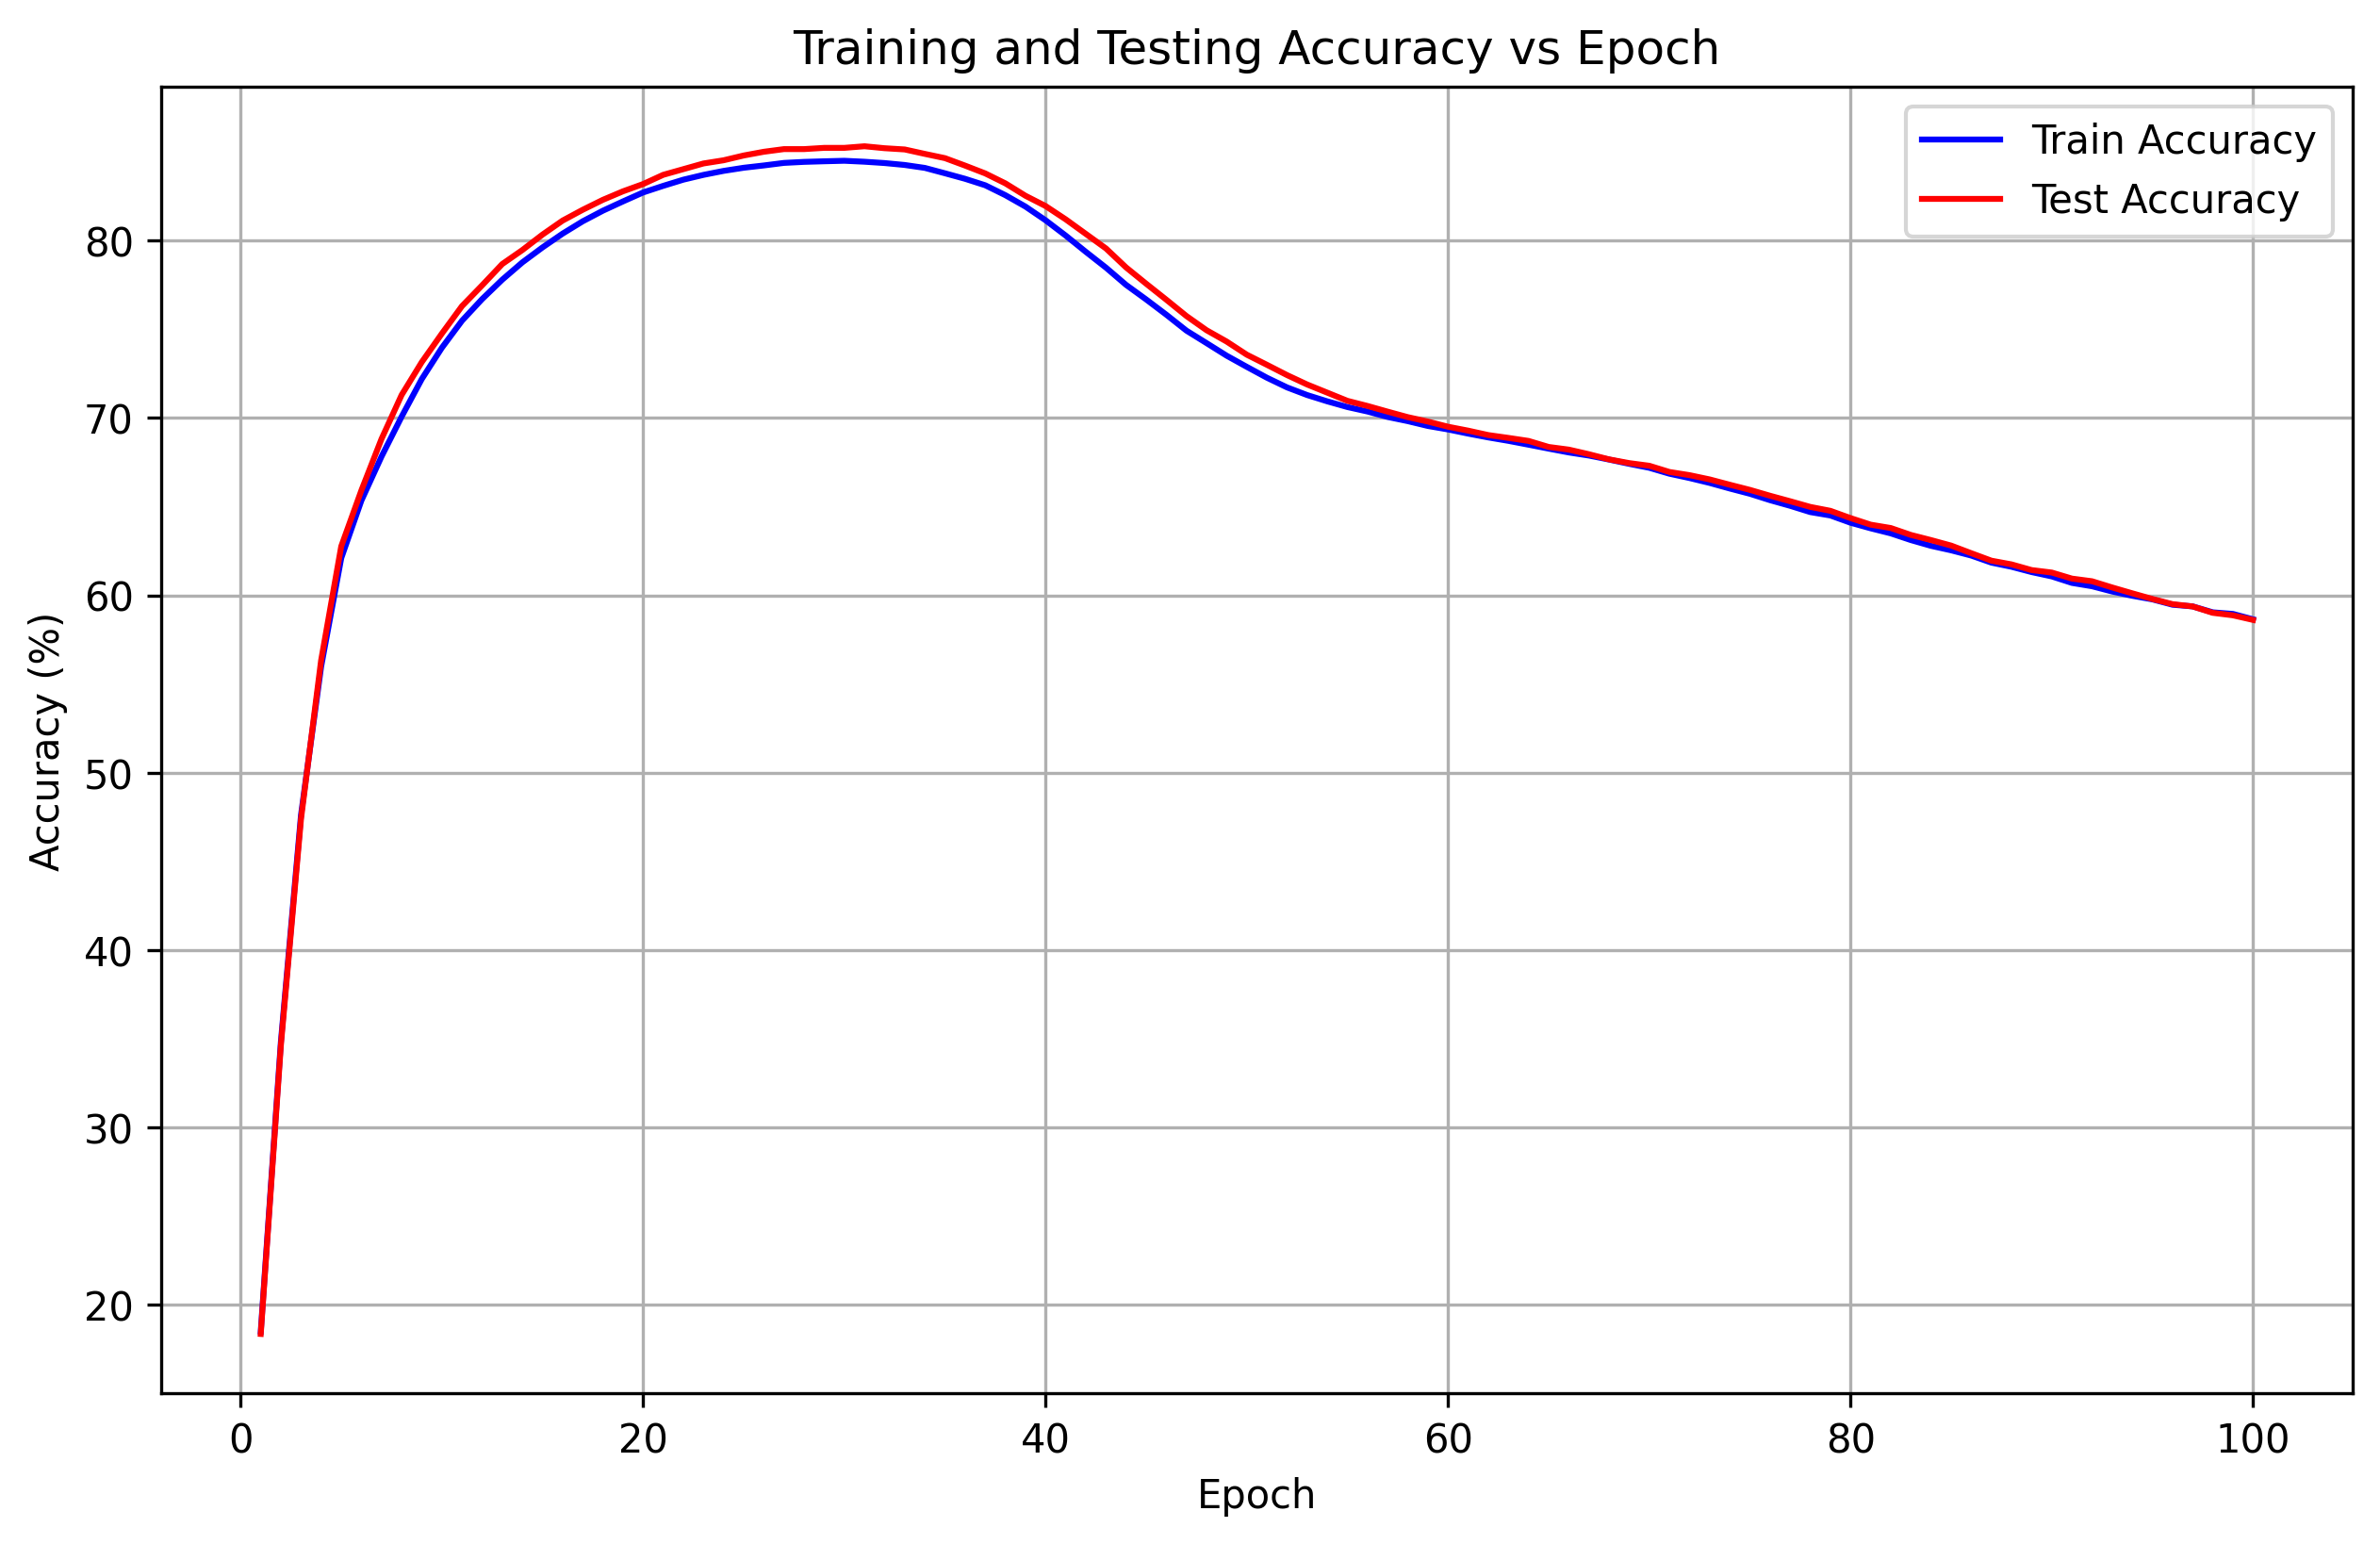 Training and Testing Accuracy vs Epoch
Train Accuracy
Test Accuracy
Accuracy (%)
80
70
60
50
40
30
20
0 20 40 60 80 100
Epoch